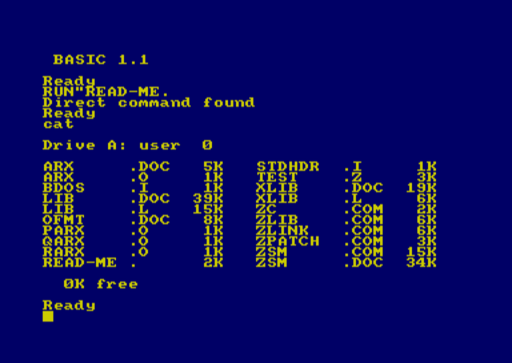 BASIC 1.1
Ready
RUN"READ-ME.
Direct command found
Ready
cat
Drive A: user  0
ARX     .DOC   5K   STDHDR  .I     1K
ARX     .O     1K   TEST    .Z     3K
BDOS    .I     1K   XLIB    .DOC  19K
LIB     .DOC  39K   XLIB    .L     6K
LIB     .L    15K   ZC      .COM   2K
OFMT    .DOC   8K   ZLIB    .COM   6K
PARX    .O     1K   ZLINK   .COM   6K
QARX    .O     1K   ZPATCH  .COM   3K
RARX    .O     1K   ZSM     .COM  15K
READ-ME .      2K   ZSM     .DOC  34K
0K free
Ready